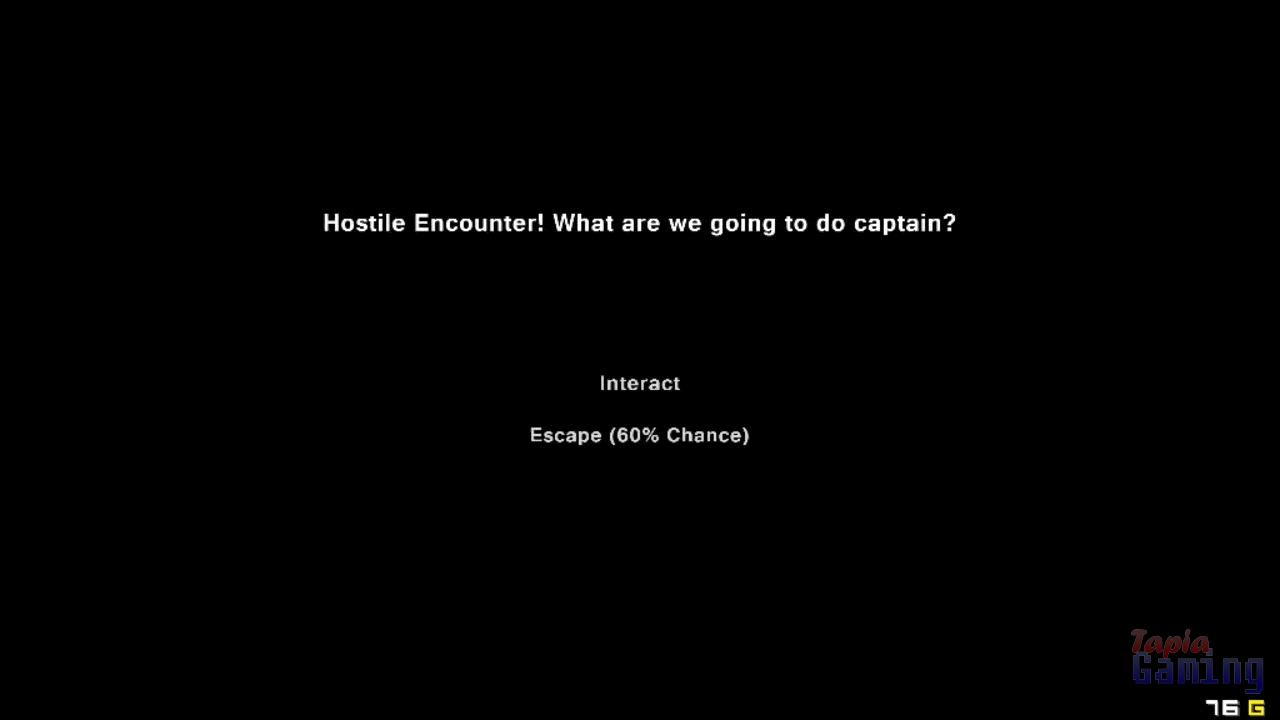 Hostile Encounter! What are we going to do captain?
Interact
Escape (60% Chance)
Tapia
Gaming
76 G